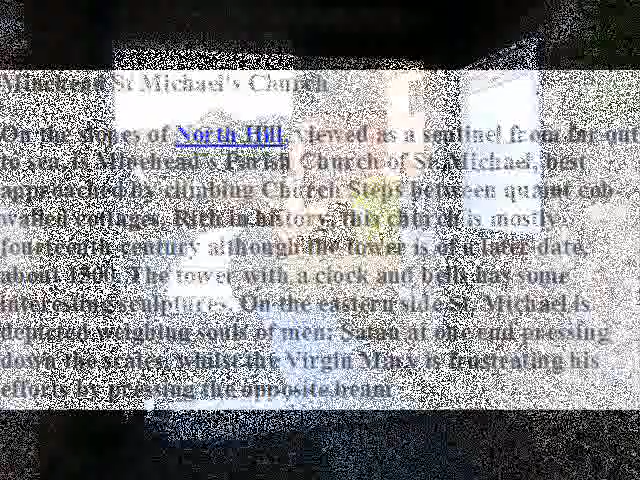 Minehead St Michael's Church
On the slopes of North Hill, viewed as a sentinel from far out
to sea, is Minehead's Parish Church of St Michael, best
approached by climbing Church Steps between quaint cob
walled cottages. Rich in history, this church is mostly
fourteenth century although the tower is of a later date,
about 1500. The tower with a clock and bells has some
interesting sculptures. On the eastern side St. Michael is
depicted weighing souls of men; Satan at one end pressing
down the scales, whilst the Virgin Mary is frustrating his
efforts by pressing the opposite beam